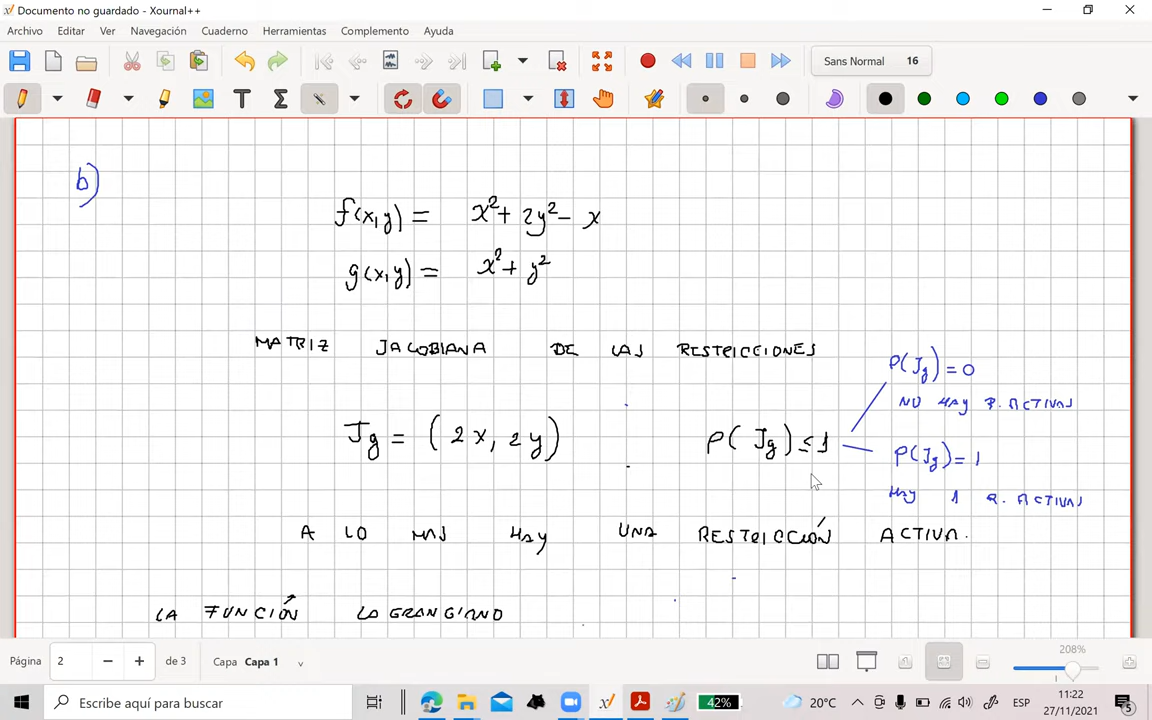 Documento no guardado - Xournal++
Archivo Editar Ver Navegación Cuaderno Herramientas Complemento Ayuda
Sans Normal 16
b)
f(x,y) = x²+ 2y²- x
g(x,y) = x²+ y²
MATRIZ JACOBIANA DE LAS RESTRICCIONES
ρ(Jg) = 0
NO HAY R. ACTIVAS
Jg = (2x, 2y)
ρ(Jg) ≤ 1
ρ(Jg) = 1
HAY 1 R. ACTIVAS
A LO MAS HAY UNA RESTRICCIÓN ACTIVA.
LA FUNCIÓN LAGRANGIANO
Página 2 de 3 Capa Capa 1 208%
Escribe aquí para buscar
42%
20°C
ESP
11:22
27/11/2021
5